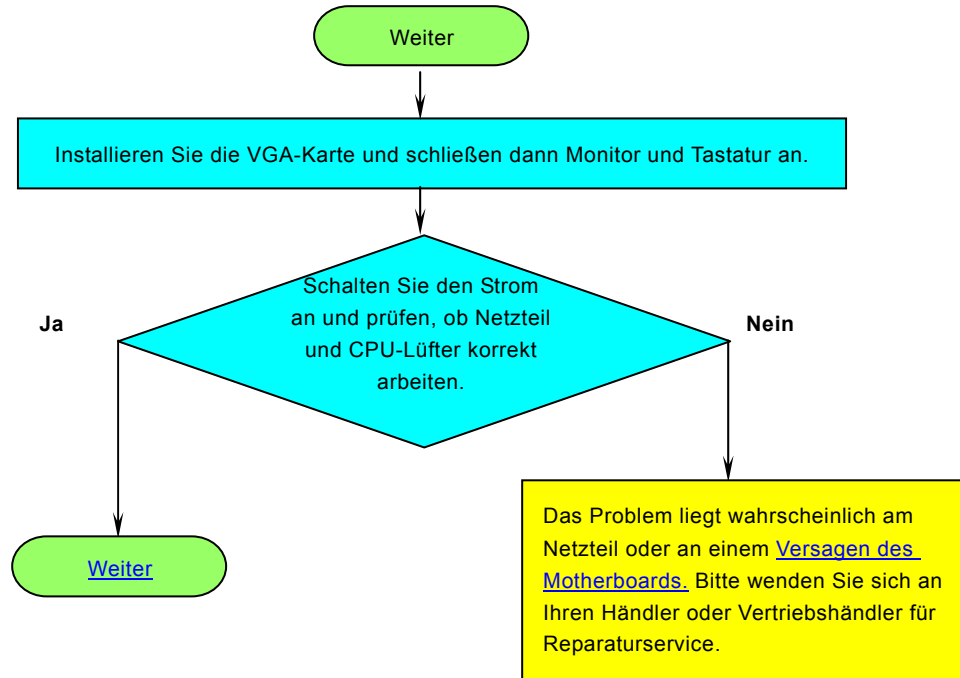 Weiter
Installieren Sie die VGA-Karte und schließen dann Monitor und Tastatur an.
Schalten Sie den Strom
an und prüfen, ob Netzteil
und CPU-Lüfter korrekt
arbeiten.
Ja
Nein
Weiter
Das Problem liegt wahrscheinlich am
Netzteil oder an einem Versagen des
Motherboards. Bitte wenden Sie sich an
Ihren Händler oder Vertriebshändler für
Reparaturservice.